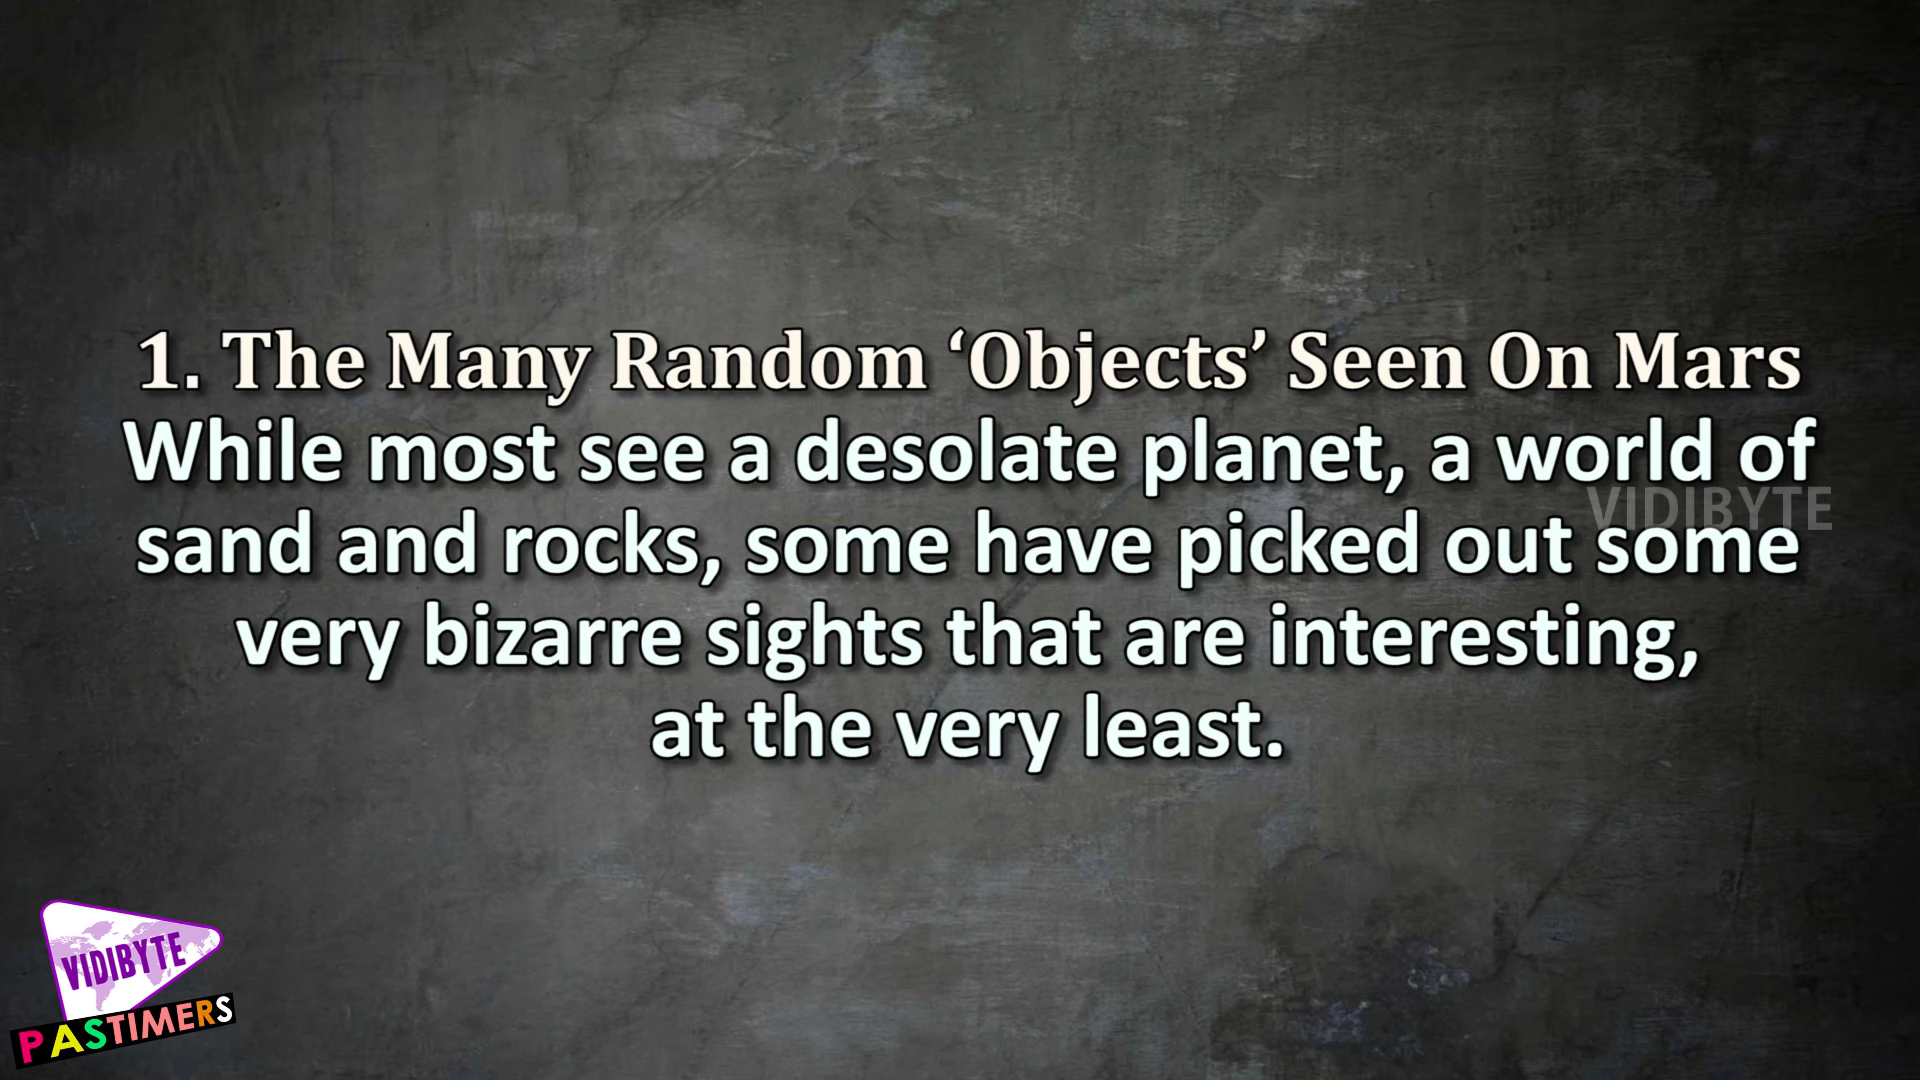 1. The Many Random ‘Objects’ Seen On Mars
While most see a desolate planet, a world of
VIDIBYTE
sand and rocks, some have picked out some
very bizarre sights that are interesting,
at the very least.
VIDIBYTE
PASTIMERS